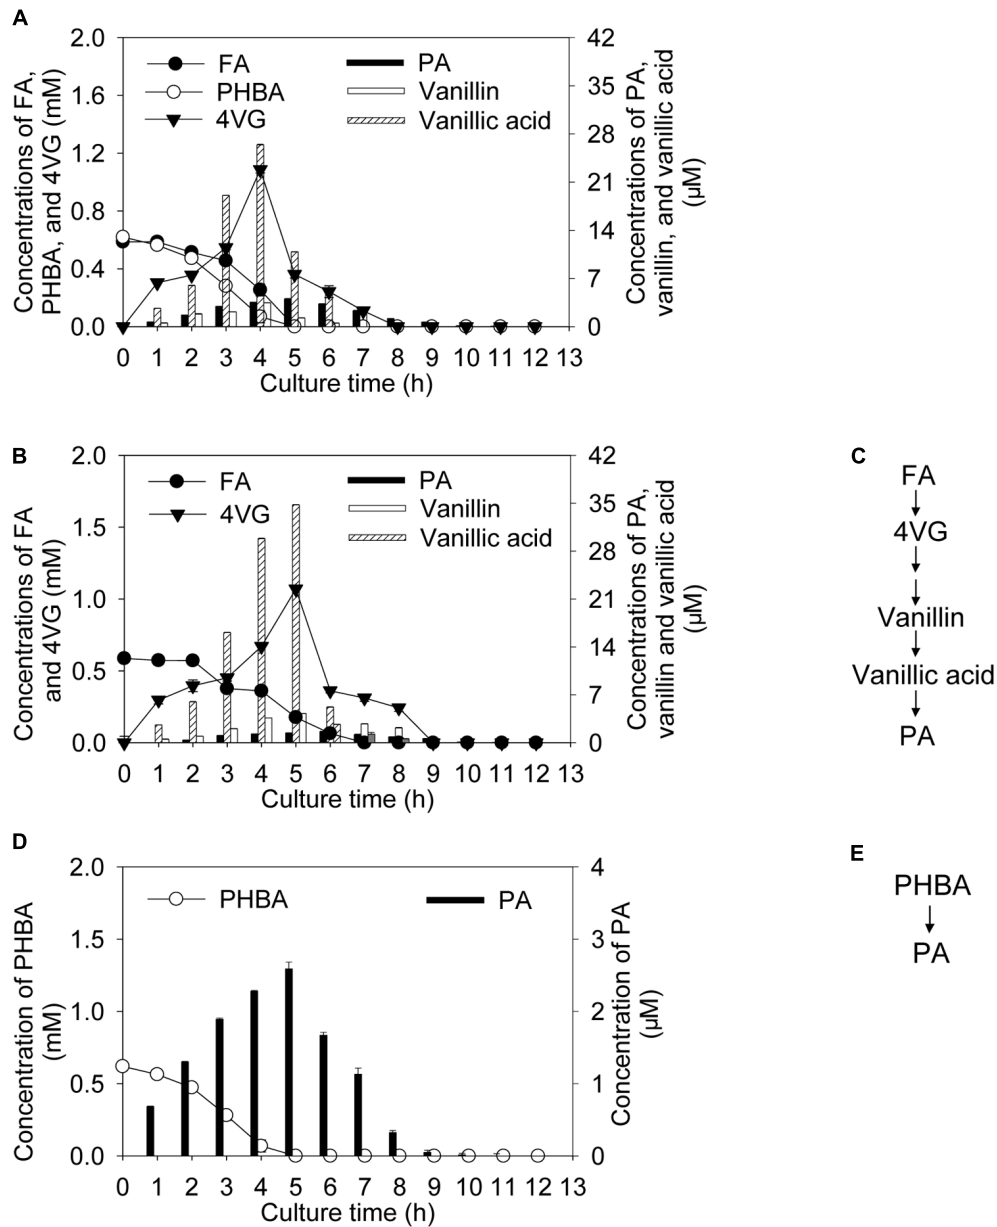 A
Concentrations of FA,
PHBA, and 4VG (mM)
2.0
1.6
1.2
0.8
0.4
0.0
FA
PHBA
4VG
PA
Vanillin
Vanillic acid
42
35
28
21
14
7
0
Concentrations of PA,
vanillin, and vanillic acid
(µM)
0 1 2 3 4 5 6 7 8 9 10 11 12 13
Culture time (h)
B
Concentrations of FA
and 4VG (mM)
2.0
1.5
1.0
0.5
0.0
FA
4VG
PA
Vanillin
Vanillic acid
42
35
28
21
14
7
0
Concentrations of PA,
vanillin and vanillic acid
(µM)
0 1 2 3 4 5 6 7 8 9 10 11 12 13
Culture time (h)
C
FA
4VG
Vanillin
Vanillic acid
PA
D
Concentration of PHBA
(mM)
2.0
1.5
1.0
0.5
0.0
PHBA
PA
4
3
2
1
0
Concentration of PA
(µM)
0 1 2 3 4 5 6 7 8 9 10 11 12 13
Culture time (h)
E
PHBA
PA